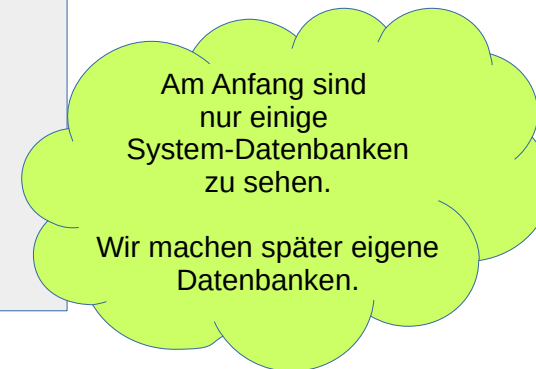 Am Anfang sind
nur einige
System-Datenbanken
zu sehen.
Wir machen später eigene
Datenbanken.